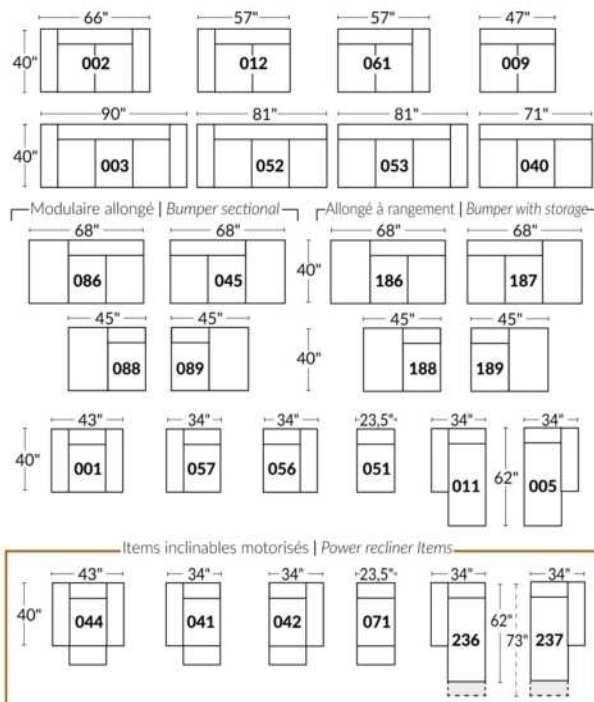 66" 57" 57" 47"
40" 002 012 061 009
90" 81" 81" 71"
40" 003 052 053 040
Modulaire allongé | Bumper sectional Allongé à rangement | Bumper with storage
68" 68" 68" 68"
086 045 40" 186 187
45" 45" 45" 45"
088 089 40" 188 189
43" 34" 34" 23,5" 34" 34"
40" 001 057 056 051 011 62" 005
Items inclinables motorisés | Power recliner Items
43" 34" 34" 23,5" 34" 34"
40" 044 041 042 071 236 62" 73" 237